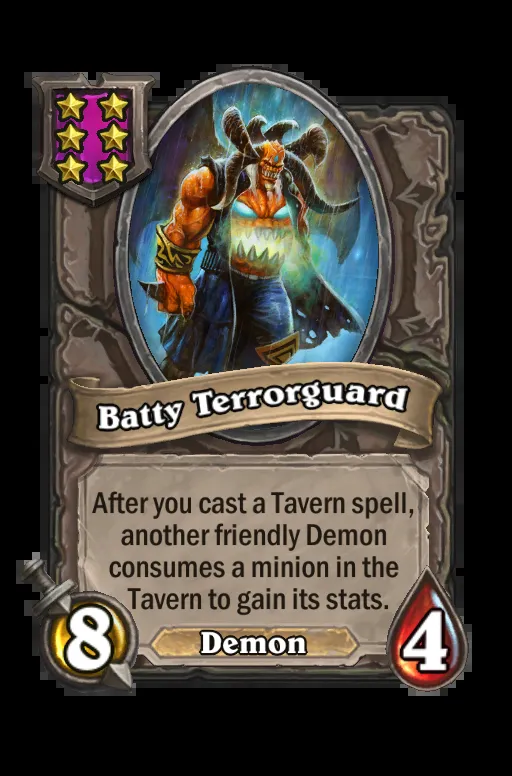 Batty Terrorguard
After you cast a Tavern spell,
another friendly Demon
consumes a minion in the
Tavern to gain its stats.
8
Demon
4